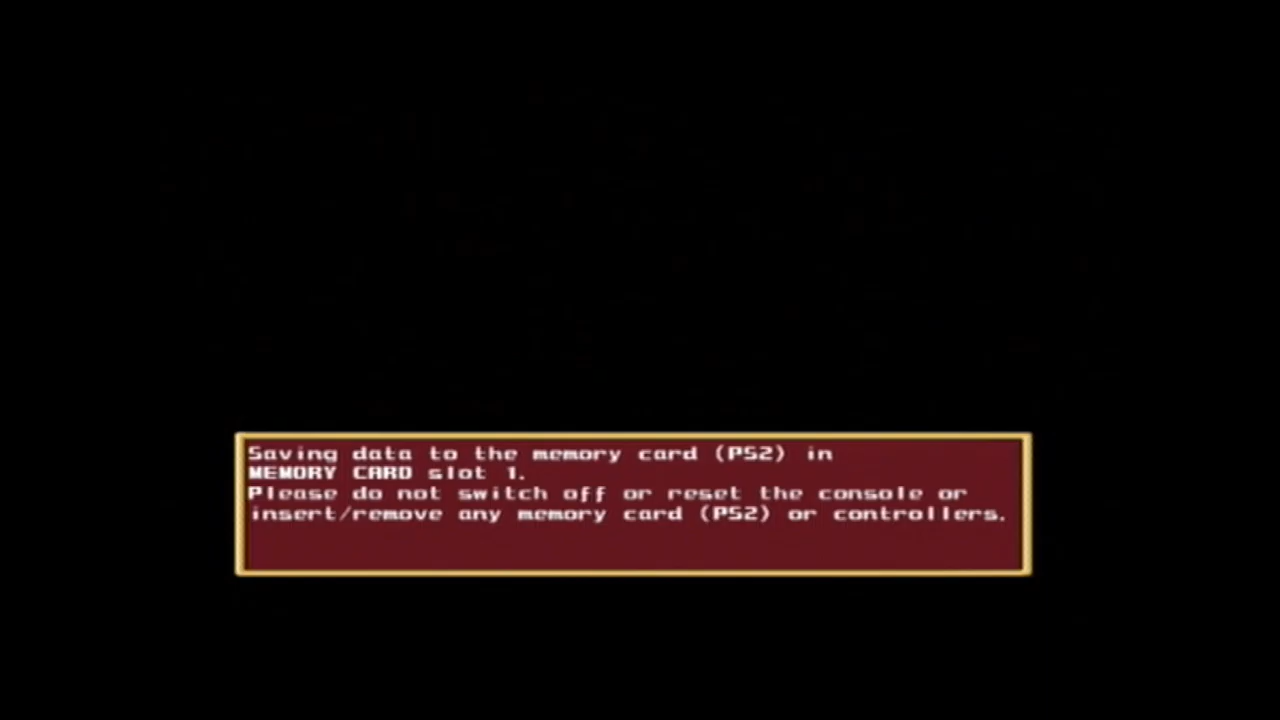 Saving data to the memory card (PS2) in
MEMORY CARD slot 1.
Please do not switch off or reset the console or
insert/remove any memory card (PS2) or controllers.